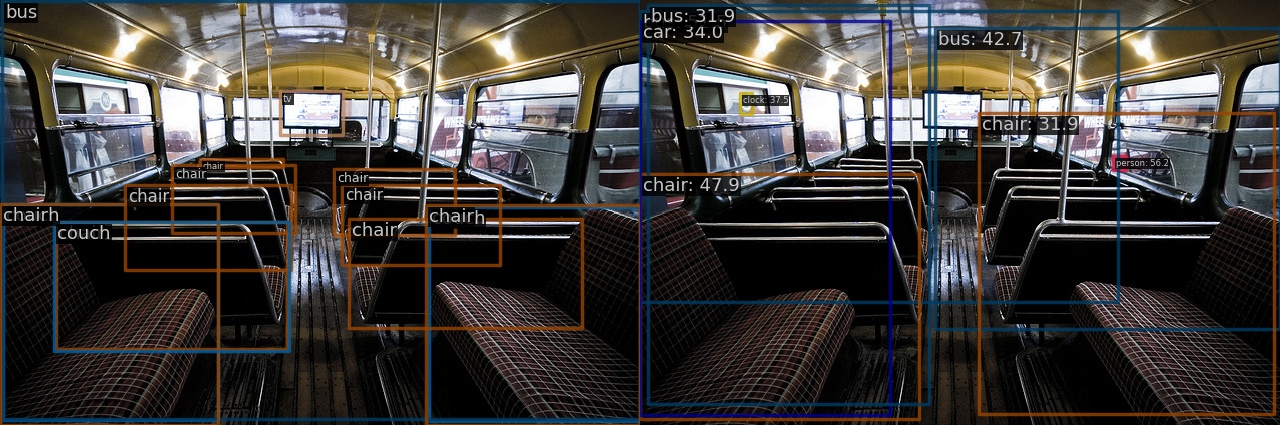 bus
tv
chair
chair
chair
chair
chair
chairh
couch
chair
chairh
WHEE
bus: 31.9
car: 34.0
bus: 42.7
clock: 37.5
chair: 31.9
person: 56.2
chair: 47.9